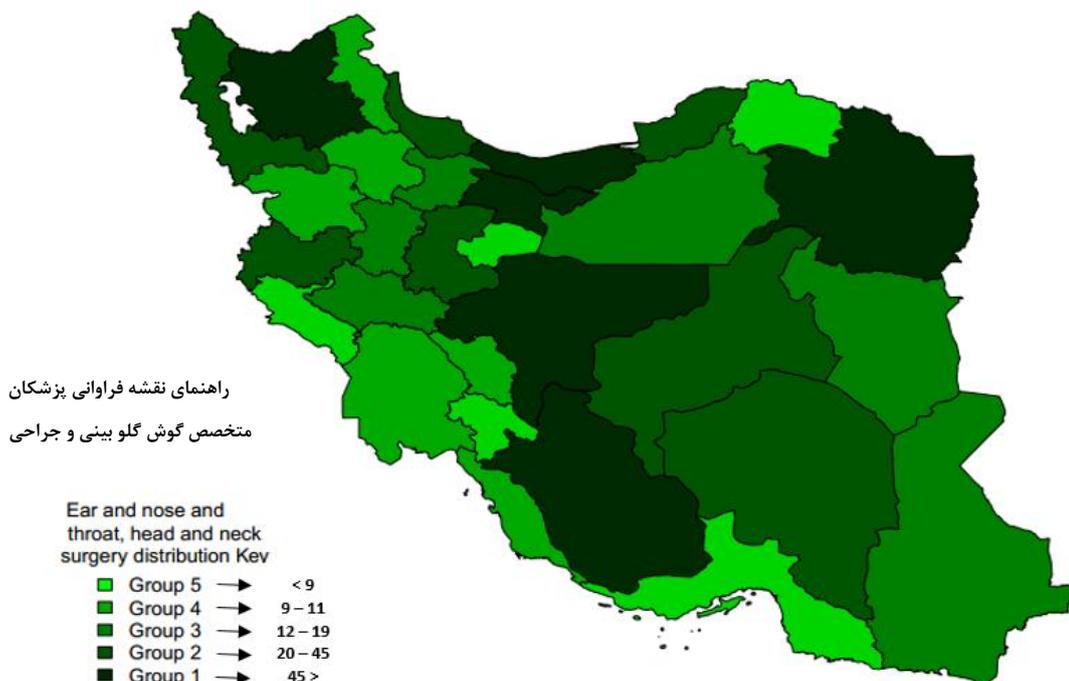 راهنمای نقشه فراوانی پزشکان
متخصص گوش گلو بینی و جراحی
Ear and nose and
throat, head and neck
surgery distribution Key
Group 5 → < 9
Group 4 → 9 – 11
Group 3 → 12 – 19
Group 2 → 20 – 45
Group 1 → 45 >